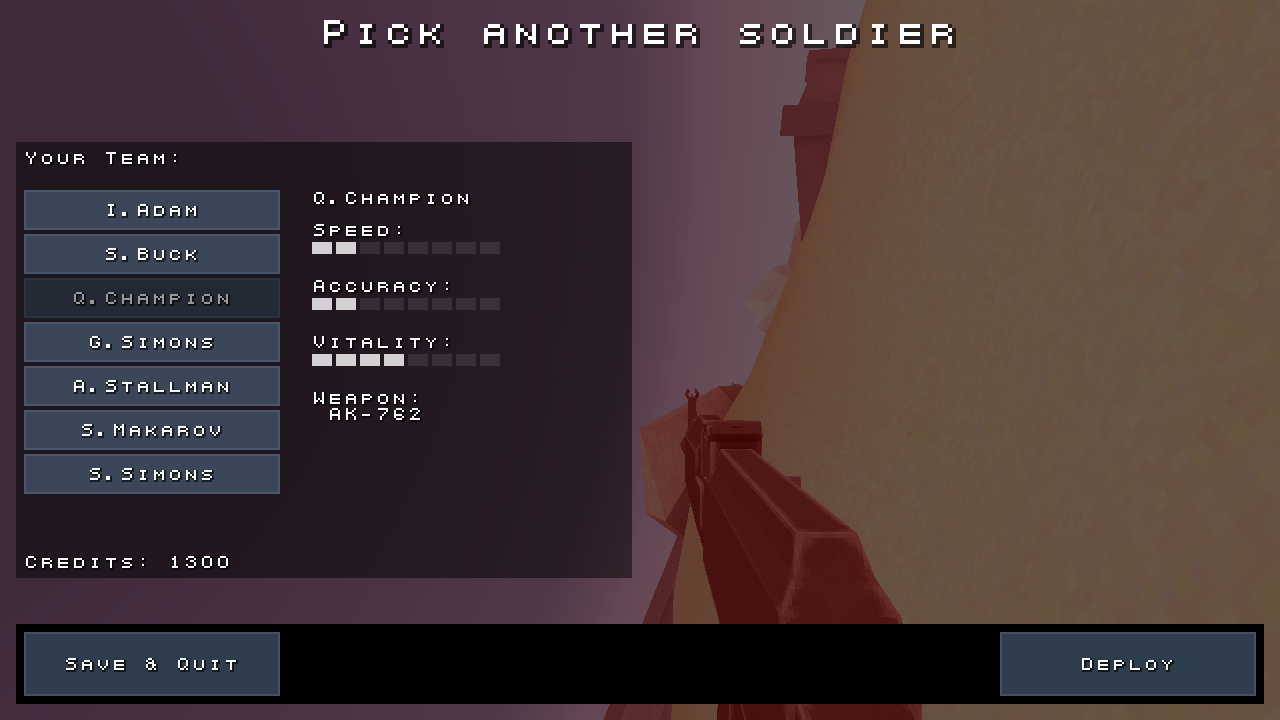 Pick another soldier
Your Team:
I.Adam
S.Buck
Q.Champion
G.Simons
A.Stallman
S.Makarov
S.Simons
Credits: 1300
Q.Champion
Speed:
Accuracy:
Vitality:
Weapon:
AK-762
Save & Quit
Deploy